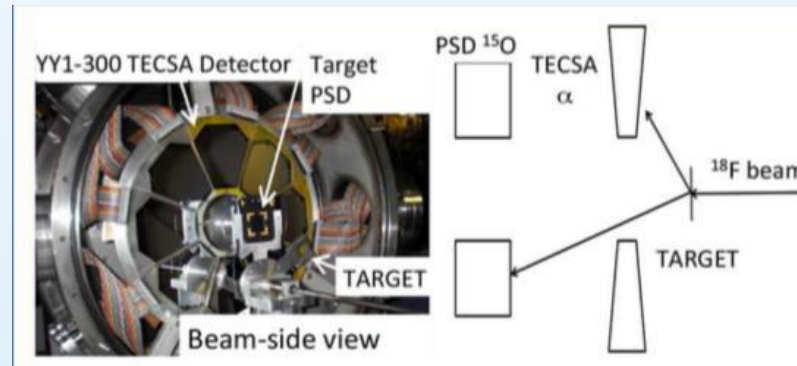 YY1-300 TECSA Detector
Target
PSD
TARGET
Beam-side view
PSD ¹⁵O
TECSA
α
¹⁸F beam
TARGET